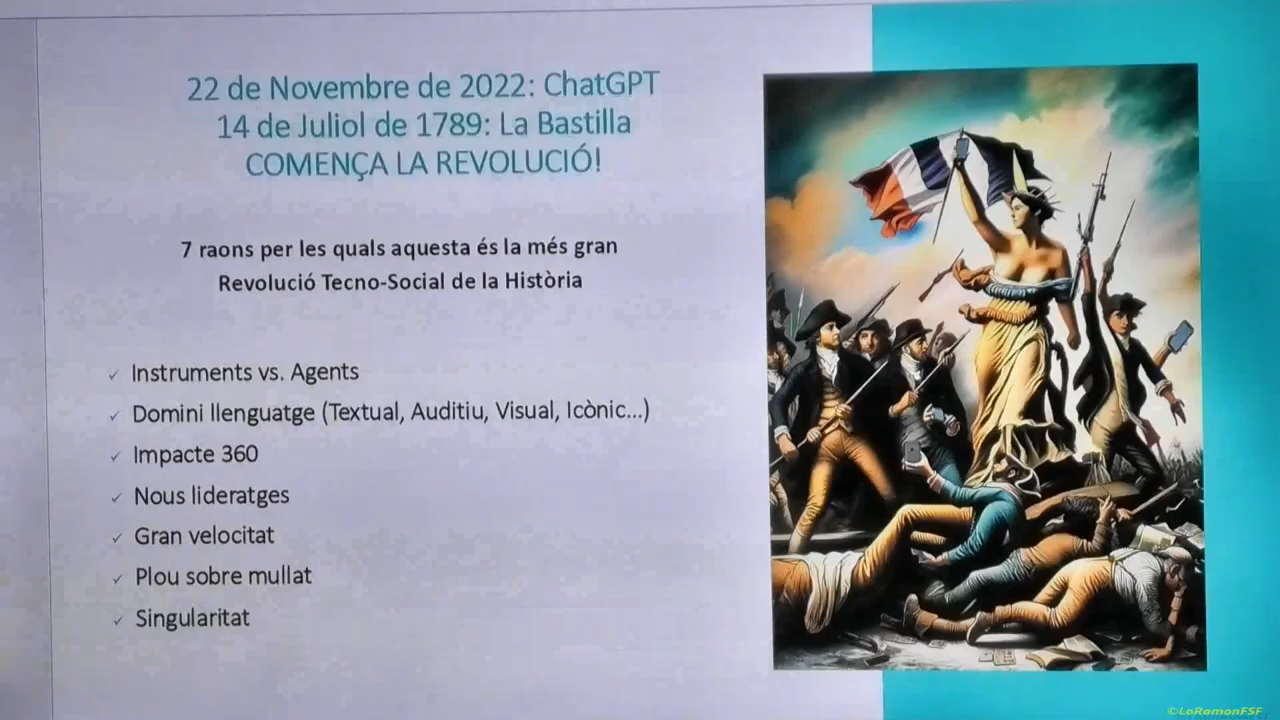 22 de Novembre de 2022: ChatGPT
14 de Juliol de 1789: La Bastilla
COMENÇA LA REVOLUCIÓ!
7 raons per les quals aquesta és la més gran
Revolució Tecno-Social de la Història
✓ Instruments vs. Agents
✓ Domini llenguatge (Textual, Auditiu, Visual, Icònic...)
✓ Impacte 360
✓ Nous lideratges
✓ Gran velocitat
✓ Plou sobre mullat
✓ Singularitat
©LoRamonFSF